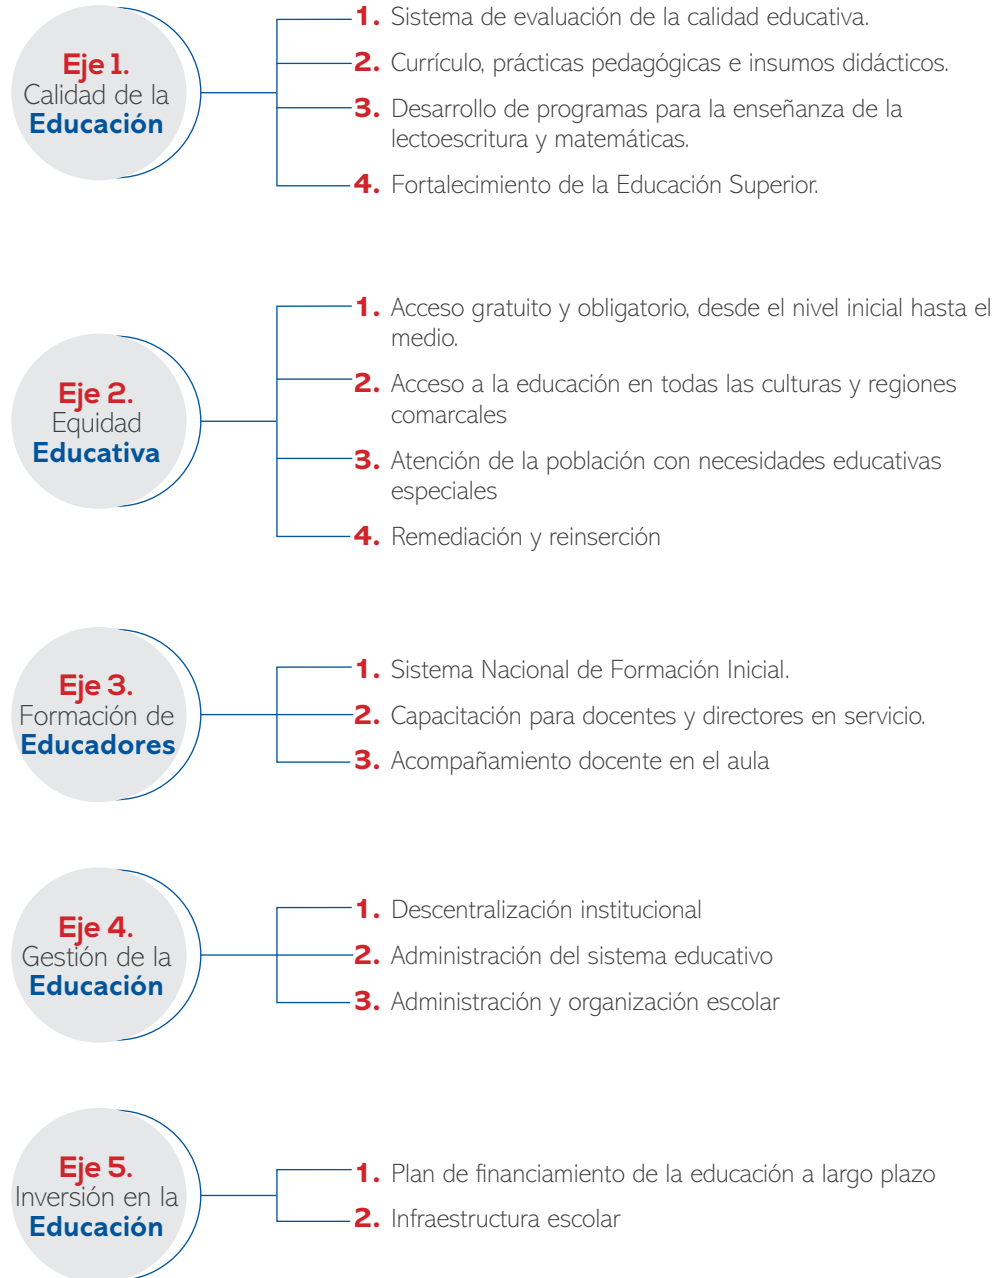 Eje 1.
Calidad de la
Educación
1. Sistema de evaluación de la calidad educativa.
2. Currículo, prácticas pedagógicas e insumos didácticos.
3. Desarrollo de programas para la enseñanza de la
lectoescritura y matemáticas.
4. Fortalecimiento de la Educación Superior.
Eje 2.
Equidad
Educativa
1. Acceso gratuito y obligatorio, desde el nivel inicial hasta el
medio.
2. Acceso a la educación en todas las culturas y regiones
comarcales
3. Atención de la población con necesidades educativas
especiales
4. Remediación y reinserción
Eje 3.
Formación de
Educadores
1. Sistema Nacional de Formación Inicial.
2. Capacitación para docentes y directores en servicio.
3. Acompañamiento docente en el aula
Eje 4.
Gestión de la
Educación
1. Descentralización institucional
2. Administración del sistema educativo
3. Administración y organización escolar
Eje 5.
Inversión en la
Educación
1. Plan de financiamiento de la educación a largo plazo
2. Infraestructura escolar